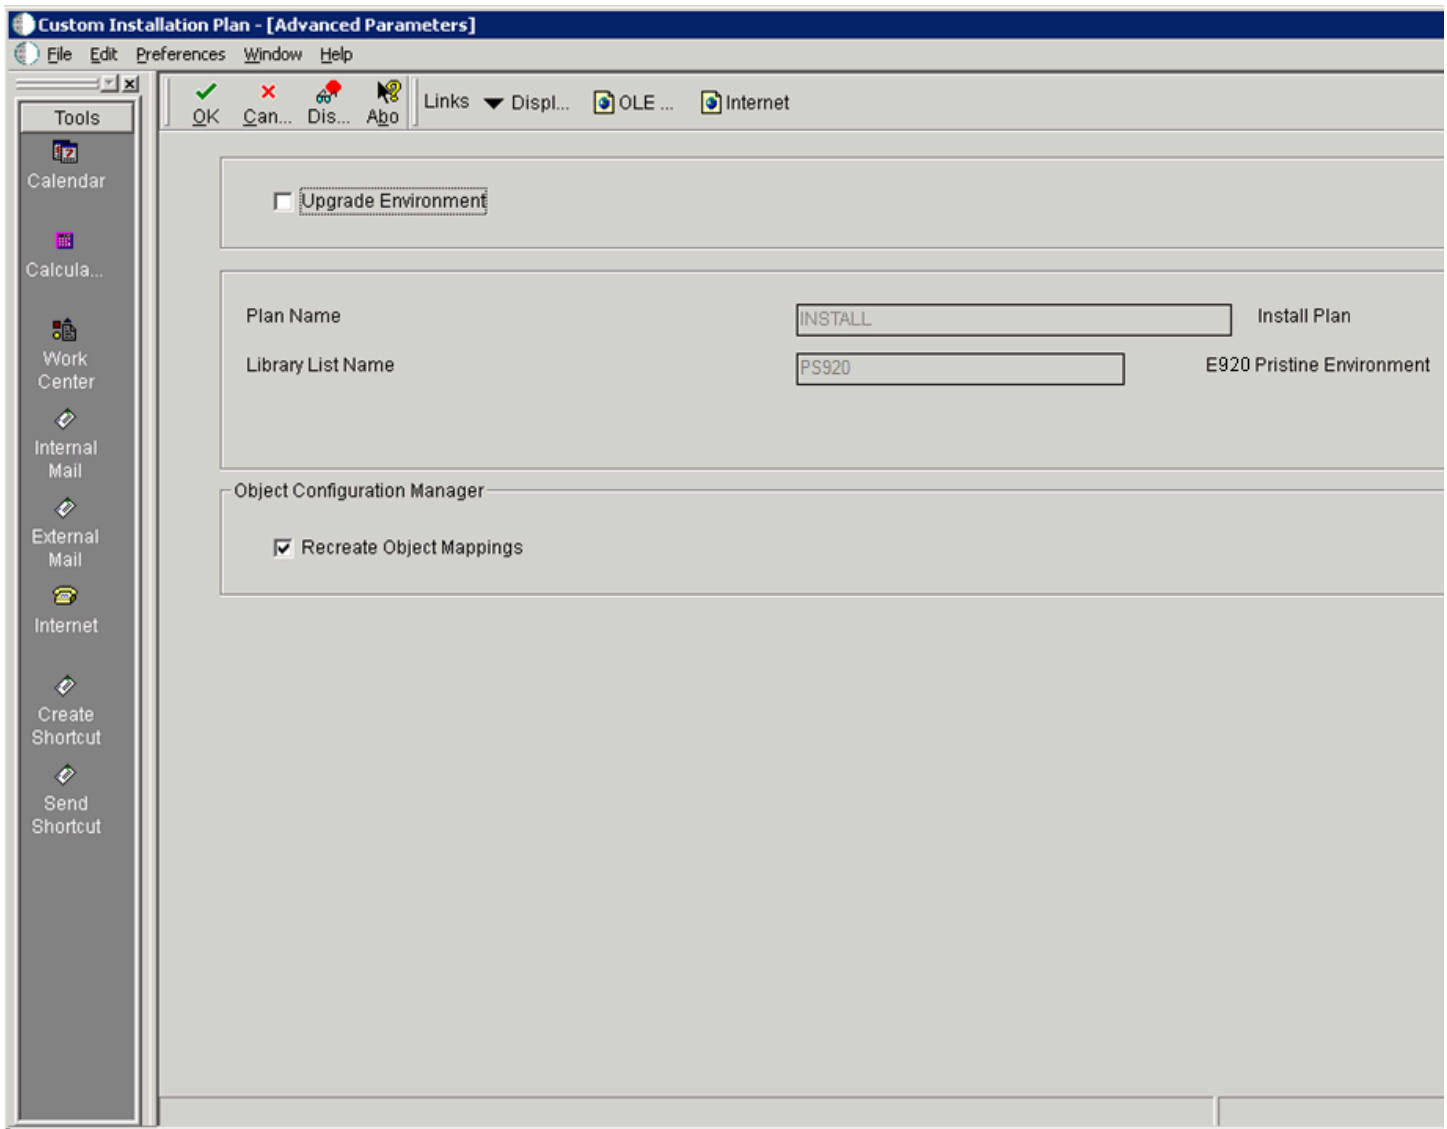 Custom Installation Plan - [Advanced Parameters]
File Edit Preferences Window Help
Tools
Calendar
Calcula...
Work
Center
Internal
Mail
External
Mail
Internet
Create
Shortcut
Send
Shortcut
OK Can... Dis... Abo Links Displ... OLE ... Internet
Upgrade Environment
Plan Name INSTALL Install Plan
Library List Name PS920 E920 Pristine Environment
Object Configuration Manager
Recreate Object Mappings